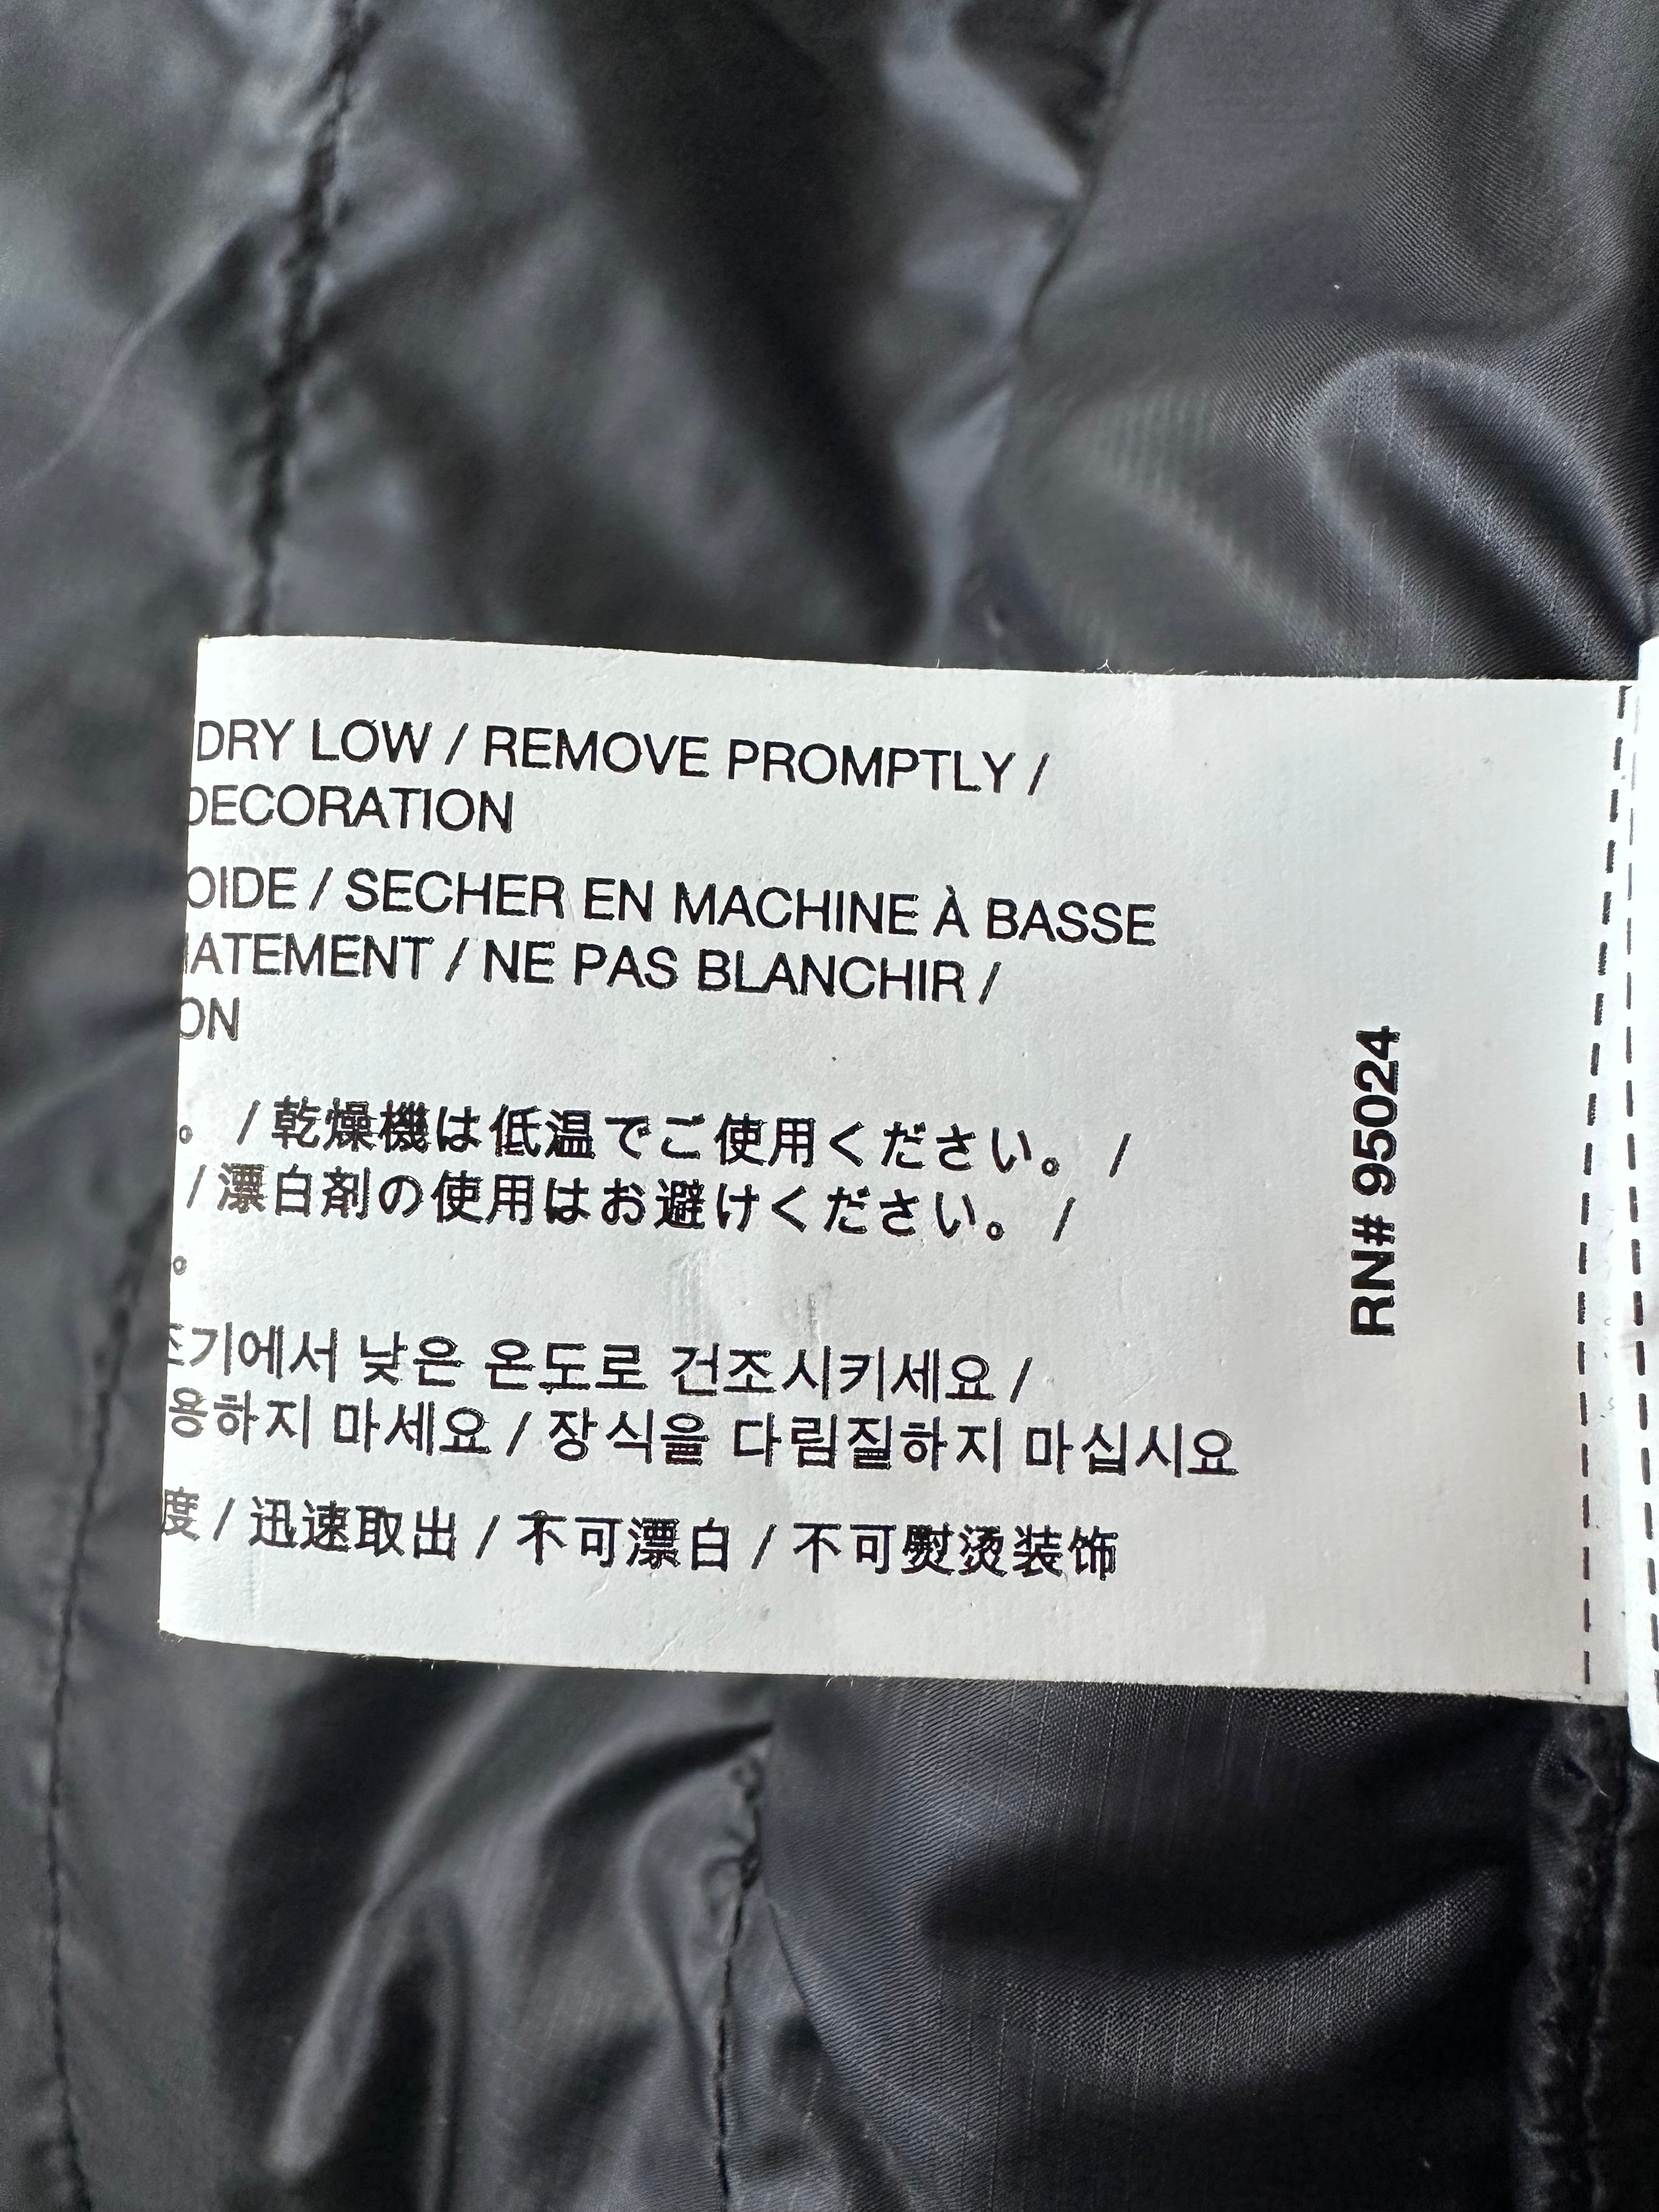 DRY LOW / REMOVE PROMPTLY /
DECORATION
OIDE / SECHER EN MACHINE À BASSE
IATEMENT / NE PAS BLANCHIR /
ON
。 / 乾燥機は低温でご使用ください。 /
/ 漂白剤の使用はお避けください。 /
。
조기에서 낮은 온도로 건조시키세요 /
용하지 마세요 / 장식을 다림질하지 마십시요
度 / 迅速取出 / 不可漂白 / 不可熨烫装饰
RN# 95024